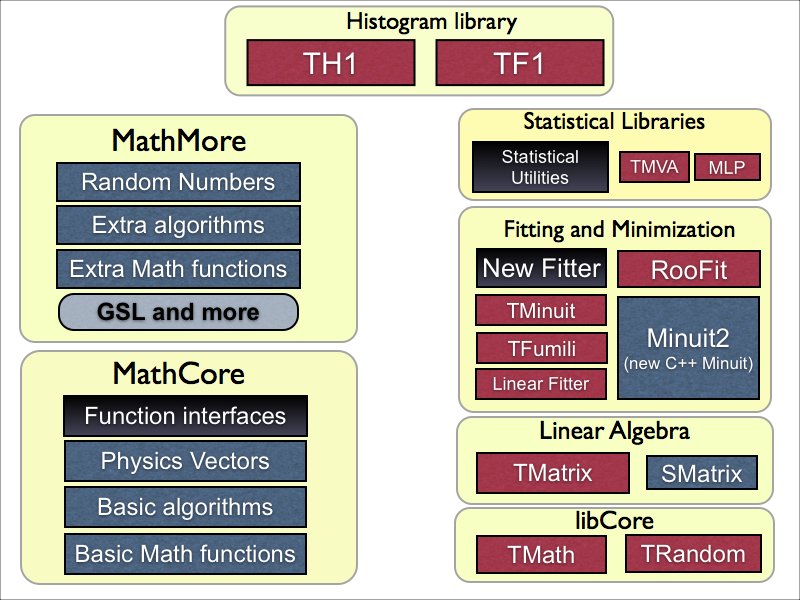 Histogram library
TH1
TF1
MathMore
Random Numbers
Extra algorithms
Extra Math functions
GSL and more
MathCore
Function interfaces
Physics Vectors
Basic algorithms
Basic Math functions
Statistical Libraries
Statistical
Utilities
TMVA
MLP
Fitting and Minimization
New Fitter
RooFit
TMinuit
TFumili
Linear Fitter
Minuit2
(new C++ Minuit)
Linear Algebra
TMatrix
SMatrix
libCore
TMath
TRandom